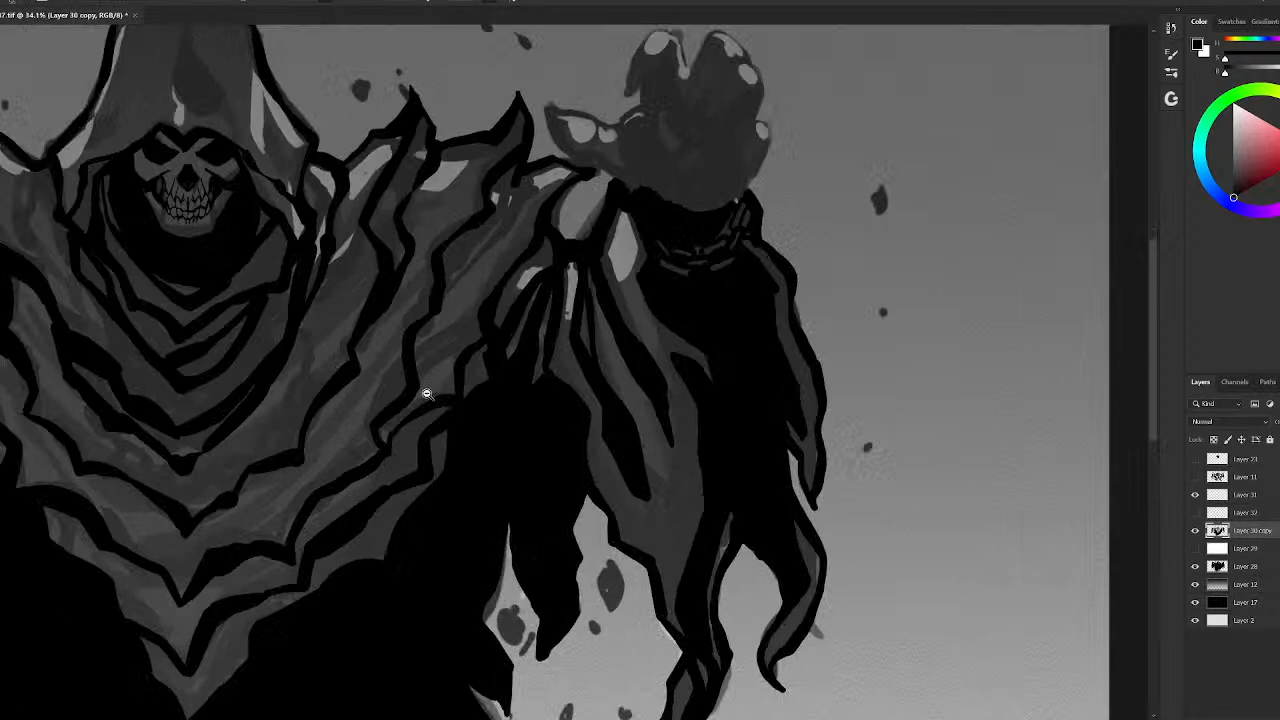 7.tif @ 34.1% (Layer 30 copy, RGB/8) *
Color Swatches Gradients
H
S
B
Layers Channels Paths
Kind
Normal
Lock:
Layer 23
Layer 11
Layer 31
Layer 32
Layer 30 copy
Layer 29
Layer 28
Layer 12
Layer 17
Layer 2